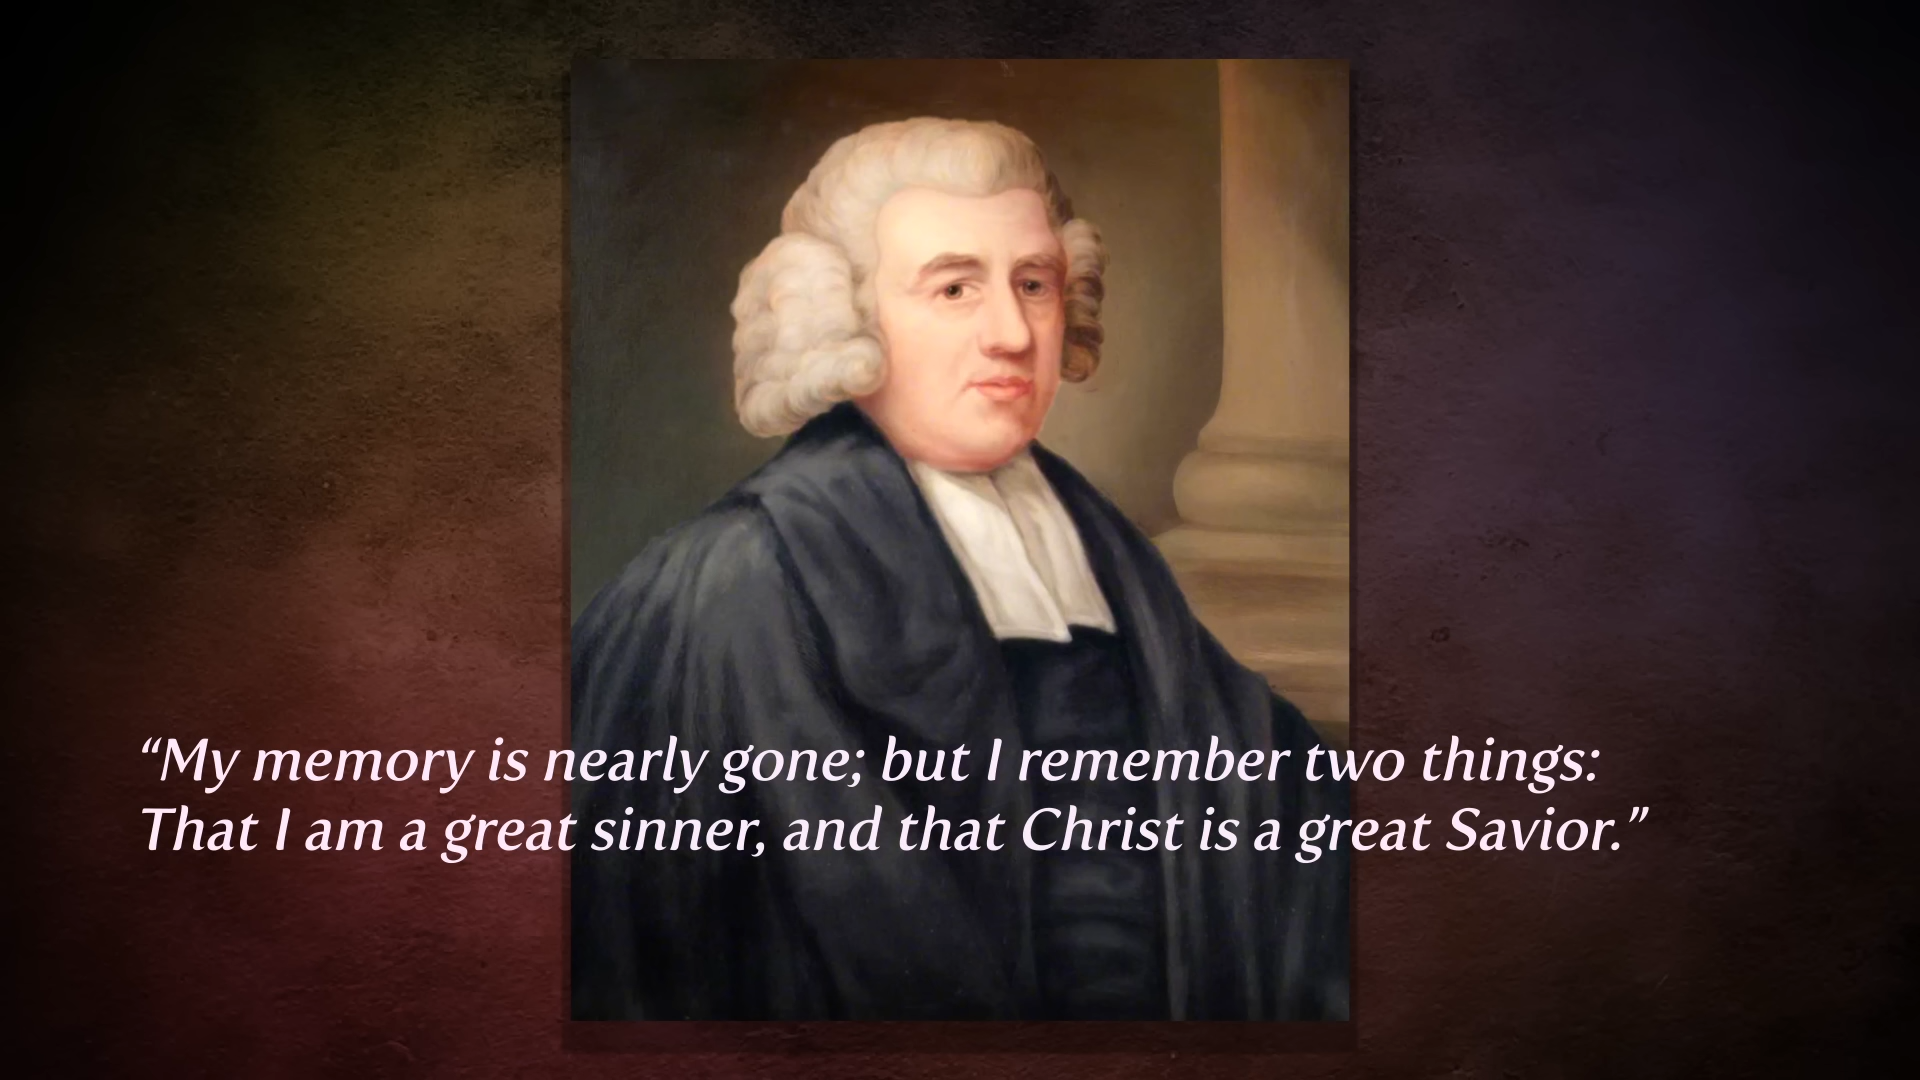 “My memory is nearly gone; but I remember two things:
That I am a great sinner, and that Christ is a great Savior.”